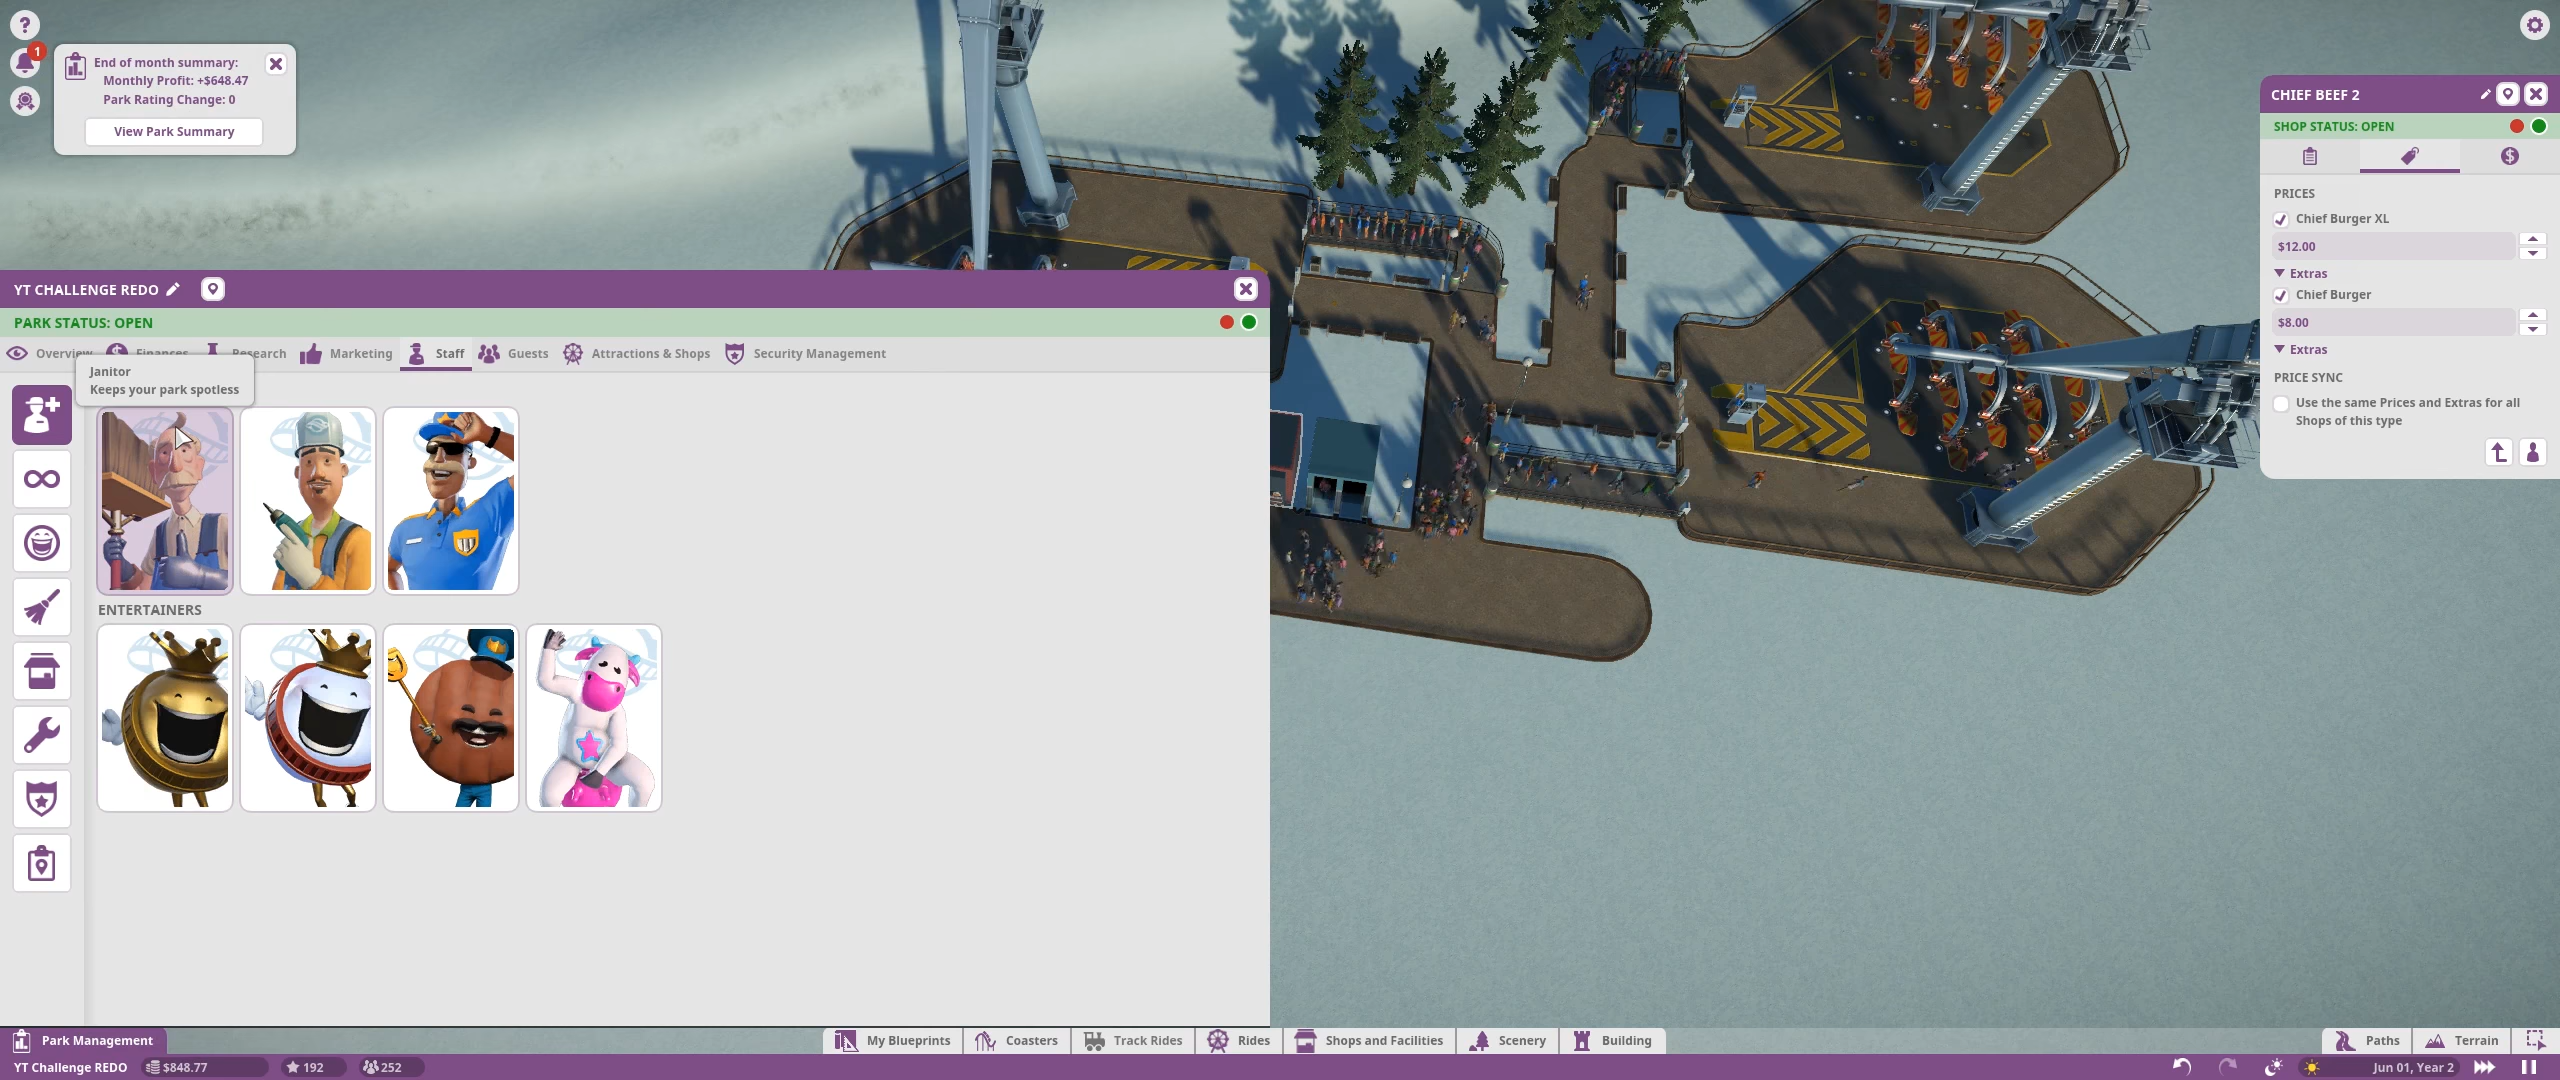 ?
1
End of month summary:
Monthly Profit: +$648.47
Park Rating Change: 0
View Park Summary
CHIEF BEEF 2
SHOP STATUS: OPEN
PRICES
Chief Burger XL
$12.00
Extras
Chief Burger
$8.00
Extras
PRICE SYNC
Use the same Prices and Extras for all
Shops of this type
YT CHALLENGE REDO
PARK STATUS: OPEN
Overview Finances Research Marketing Staff Guests Attractions & Shops Security Management
Janitor
Keeps your park spotless
ENTERTAINERS
Park Management
My Blueprints Coasters Track Rides Rides Shops and Facilities Scenery Building
Paths Terrain
YT Challenge REDO $848.77 192 252
Jun 01, Year 2